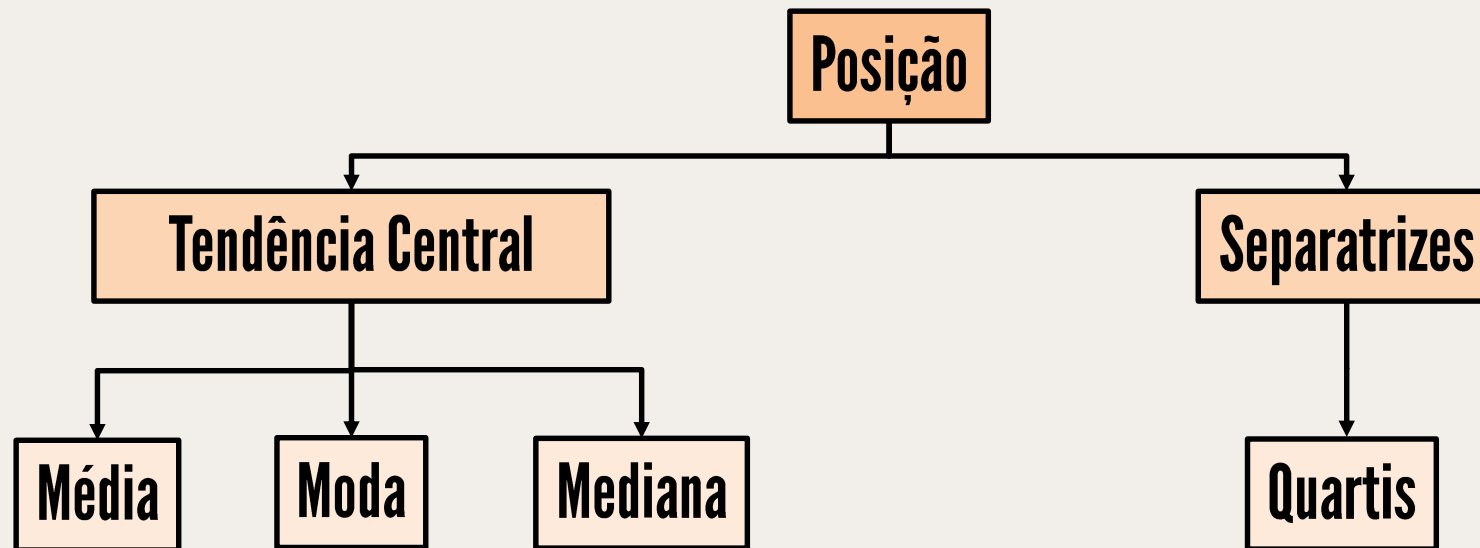 Posição
Tendência Central
Separatrizes
Média
Moda
Mediana
Quartis